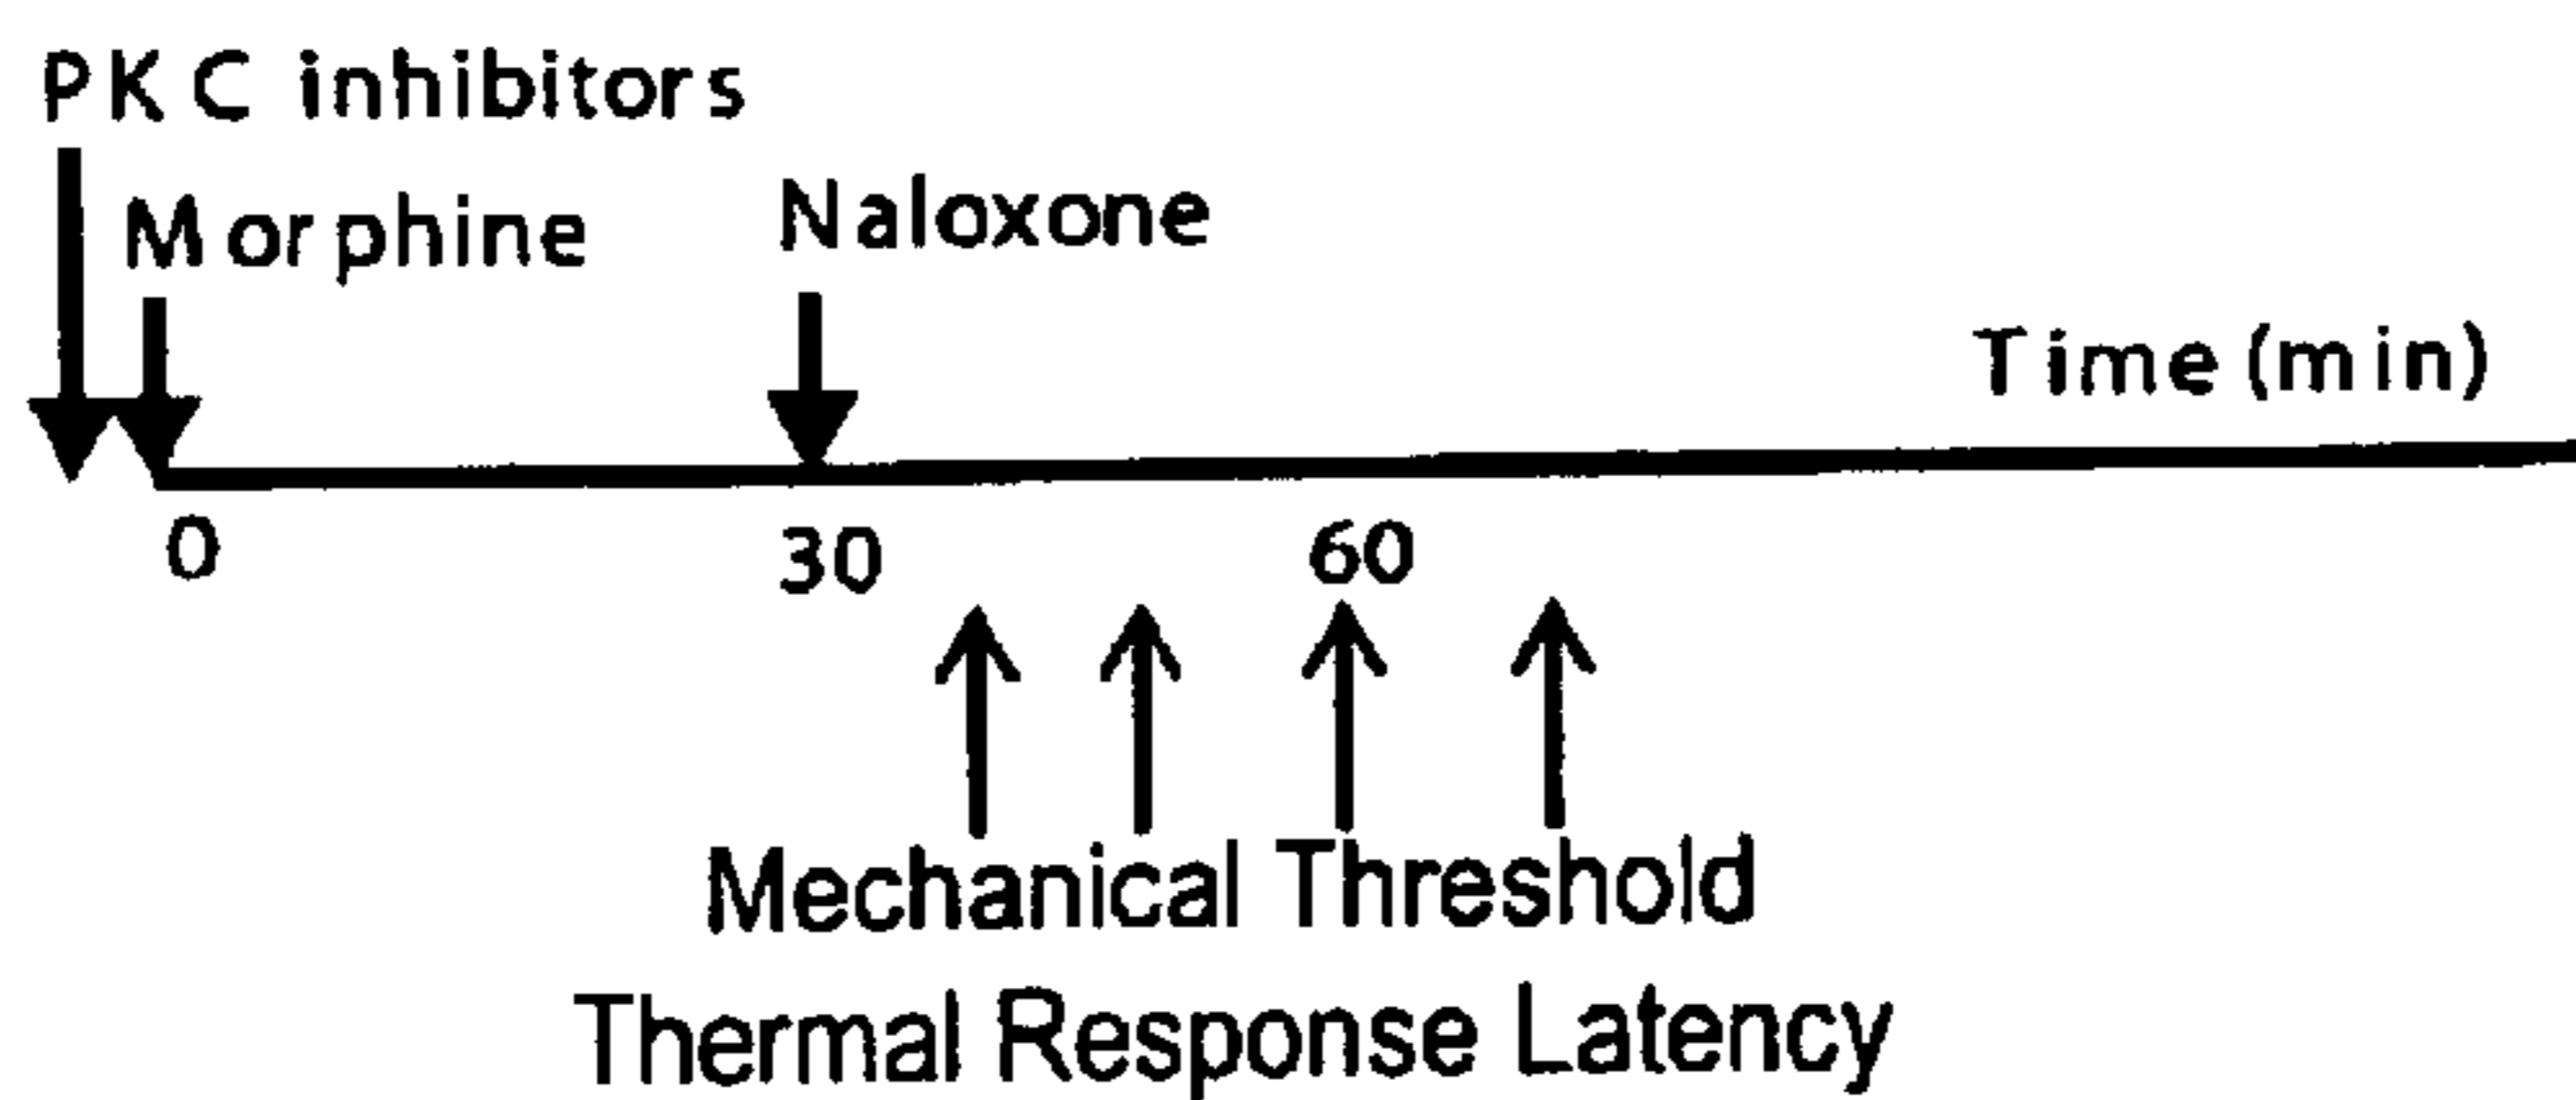 PKC inhibitors
Morphine
Naloxone
Time (min)
0
30
60
Mechanical Threshold
Thermal Response Latency